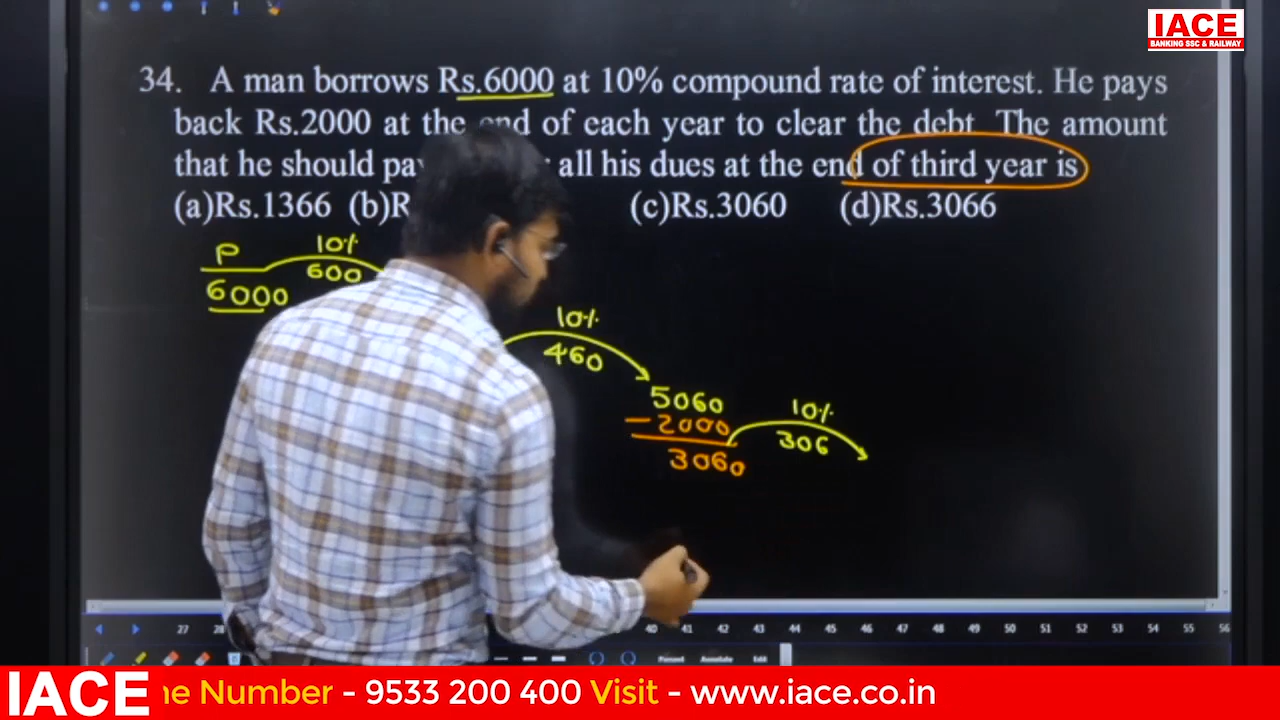 IACE
BANKING SSC & RAILWAY
34. A man borrows Rs.6000 at 10% compound rate of interest. He pays
back Rs.2000 at the end of each year to clear the debt. The amount
that he should pay all his dues at the end of third year is
(a)Rs.1366 (b)R (c)Rs.3060 (d)Rs.3066
P 10%
6000 600
10%
460
5060
-2000
3060
10%
306
27 28 40 41 42 43 44 45 46 47 48 49 50 51 52 53 54 55 56
IACE ne Number - 9533 200 400 Visit - www.iace.co.in